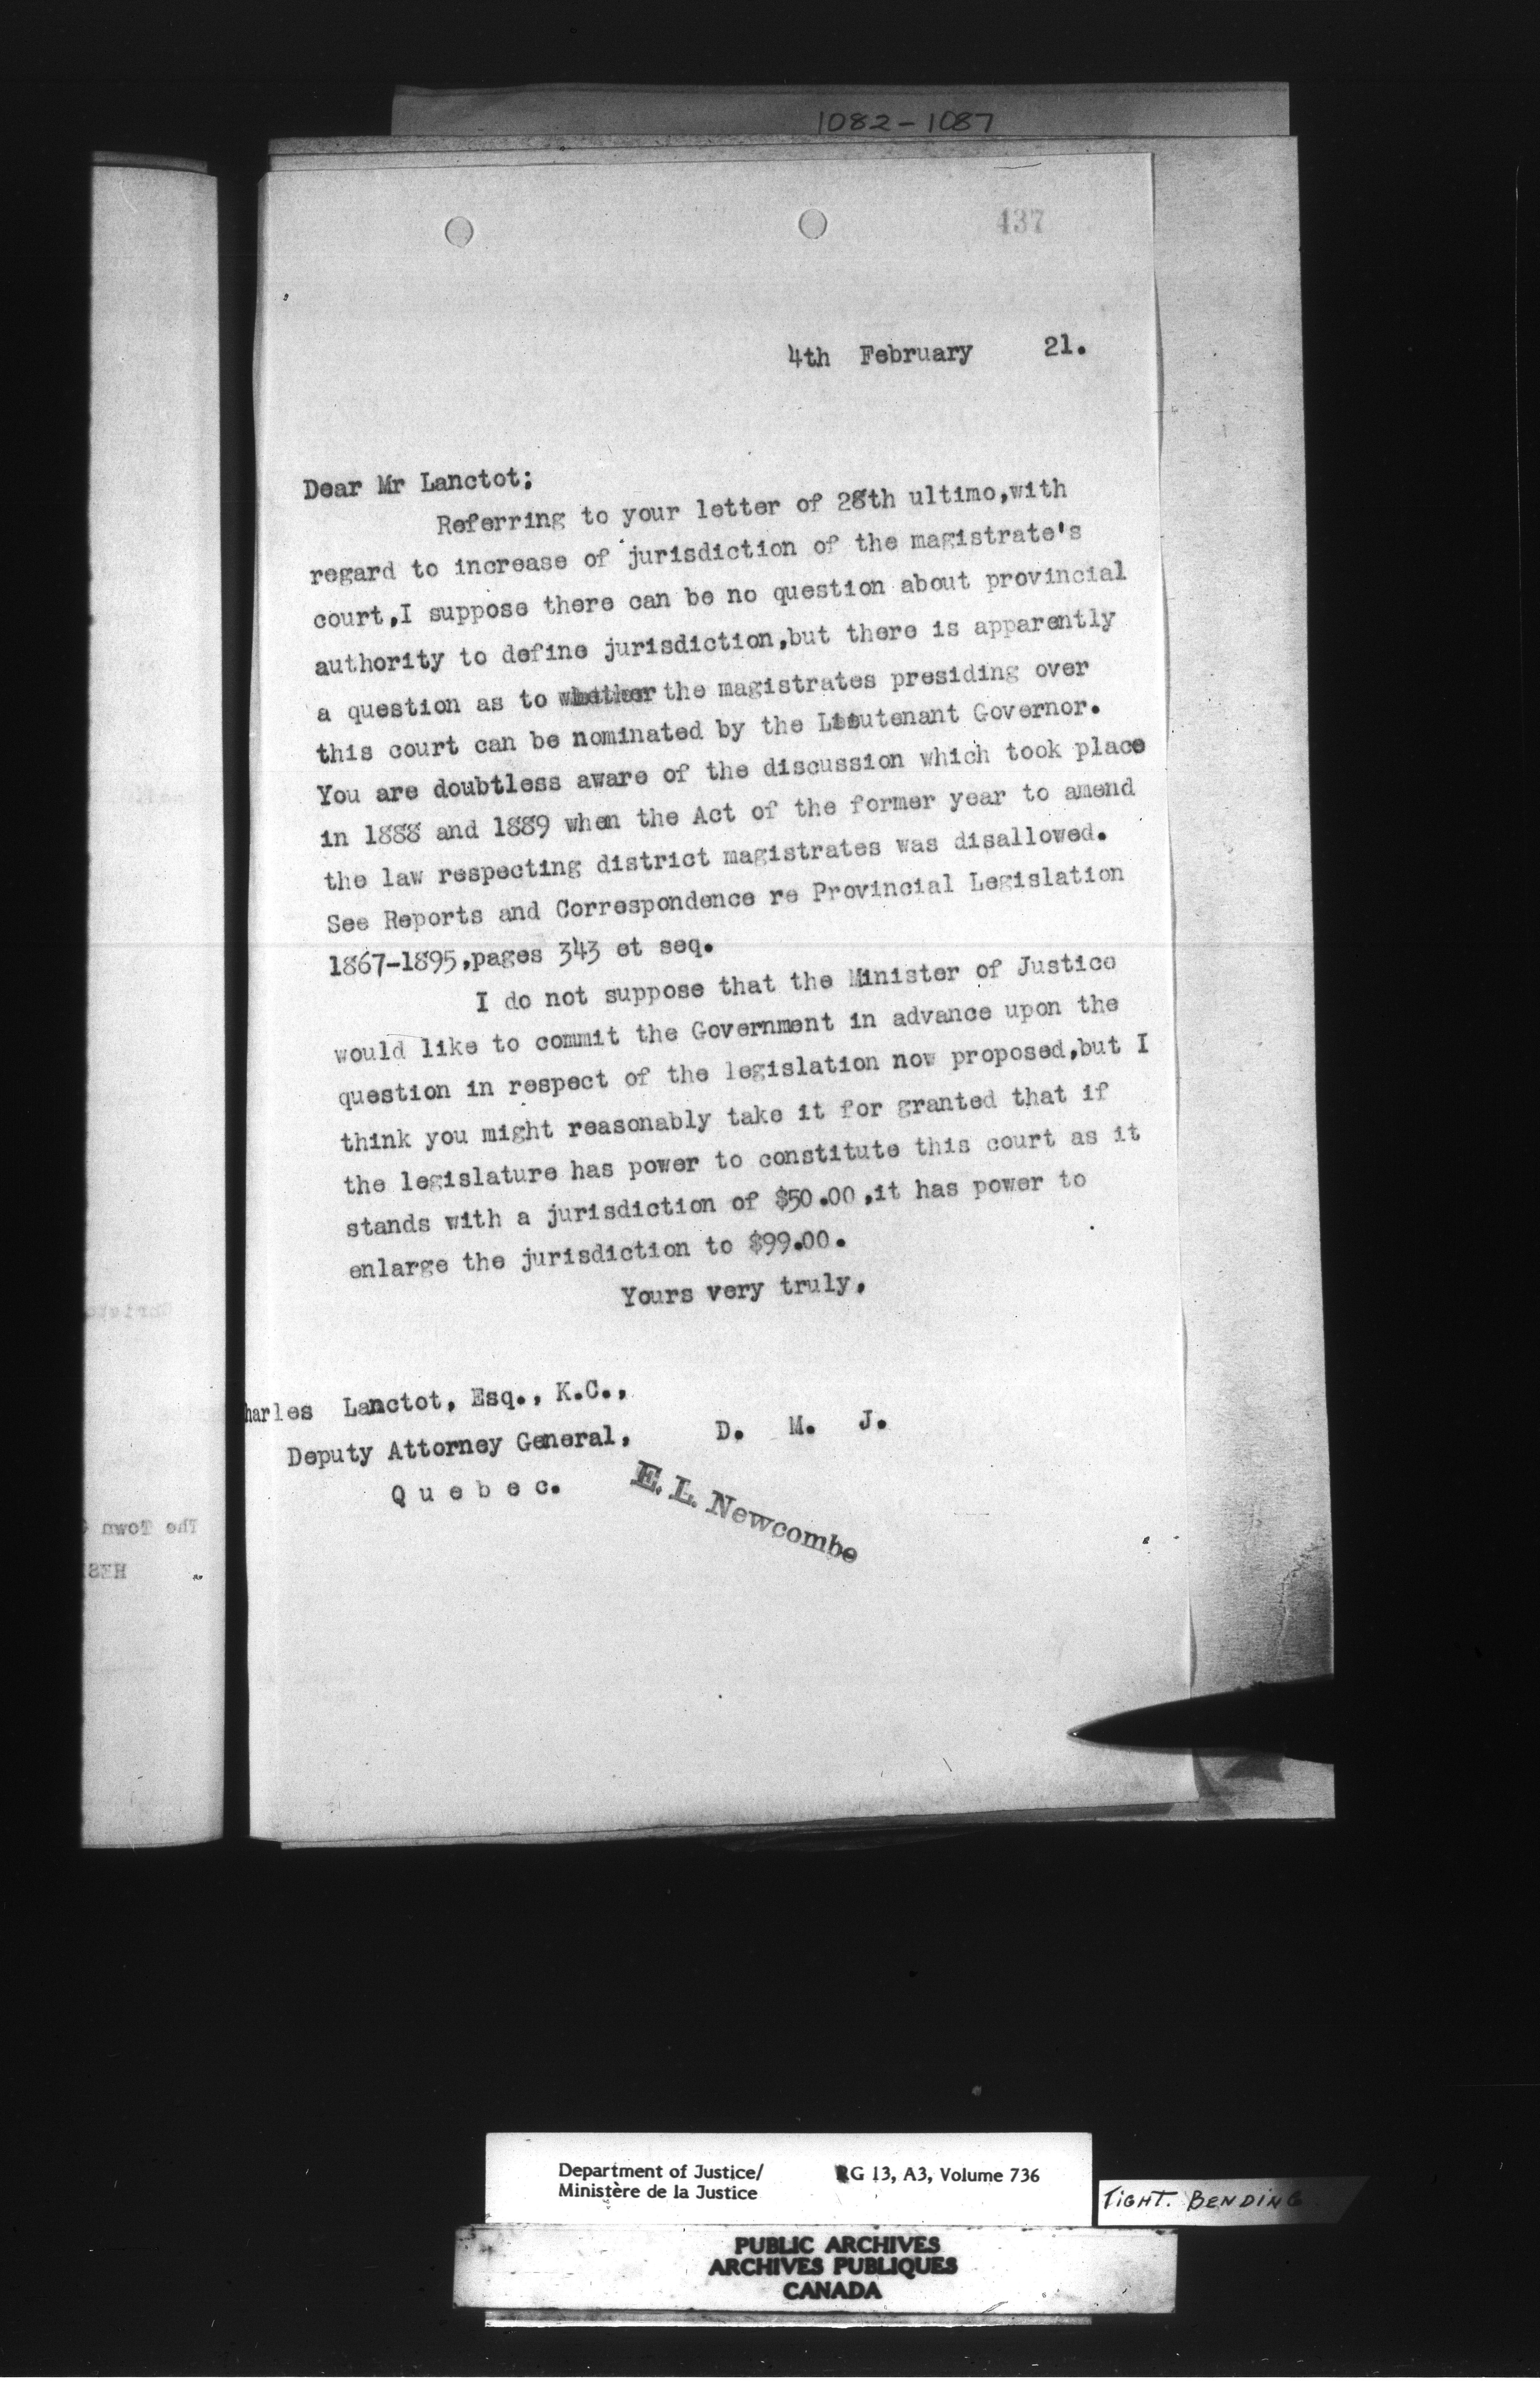 1082-1087
437
4th February 21.
Dear Mr Lanctot;
Referring to your letter of 28th ultimo,with
regard to increase of jurisdiction of the magistrate's
court,I suppose there can be no question about provincial
authority to define jurisdiction,but there is apparently
a question as to whether the magistrates presiding over
this court can be nominated by the Lieutenant Governor.
You are doubtless aware of the discussion which took place
in 1888 and 1889 when the Act of the former year to amend
the law respecting district magistrates was disallowed.
See Reports and Correspondence re Provincial Legislation
1867-1895,pages 343 et seq.
I do not suppose that the Minister of Justice
would like to commit the Government in advance upon the
question in respect of the legislation now proposed,but I
think you might reasonably take it for granted that if
the legislature has power to constitute this court as it
stands with a jurisdiction of $50.00,it has power to
enlarge the jurisdiction to $99.00.
Yours very truly,
harles Lanctot, Esq., K.C.,
Deputy Attorney General, D. M. J.
Quebec.
E. L. Newcombe
The Town
HESP
Department of Justice/ RG 13, A3, Volume 736
Ministère de la Justice
TIGHT. BENDING
PUBLIC ARCHIVES
ARCHIVES PUBLIQUES
CANADA